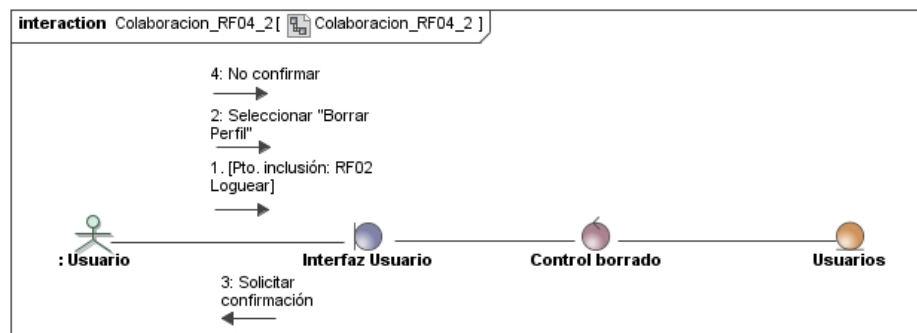 interaction Colaboracion_RF04_2 [ Colaboracion_RF04_2 ]
4: No confirmar
2: Seleccionar "Borrar
Perfil"
1. [Pto. inclusión: RF02
Loguear]
: Usuario
Interfaz Usuario
Control borrado
Usuarios
3: Solicitar
confirmación